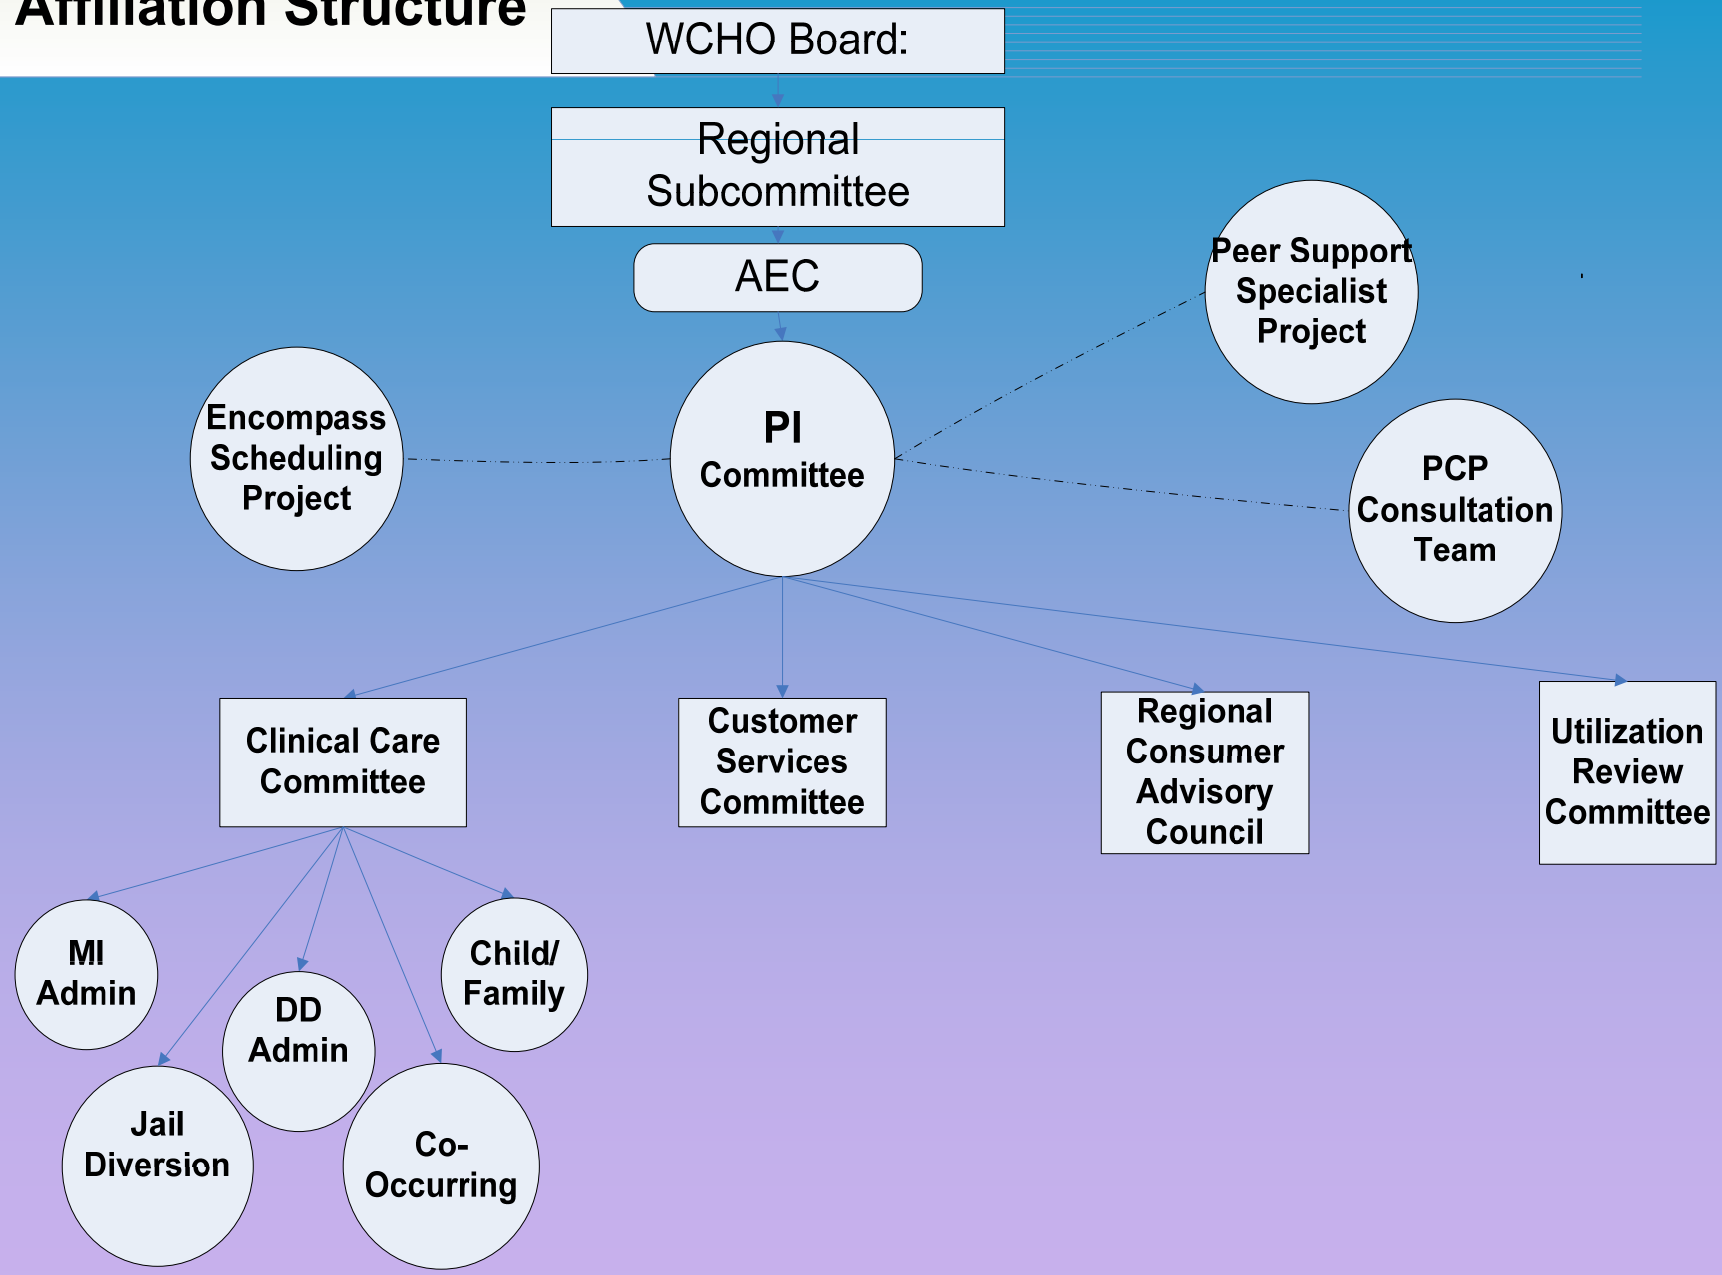 Affiliation Structure
WCHO Board:
Regional
Subcommittee
AEC
Peer Support
Specialist
Project
Encompass
Scheduling
Project
PI
Committee
PCP
Consultation
Team
Clinical Care
Committee
Customer
Services
Committee
Regional
Consumer
Advisory
Council
Utilization
Review
Committee
MI
Admin
Jail
Diversion
DD
Admin
Co-
Occurring
Child/
Family